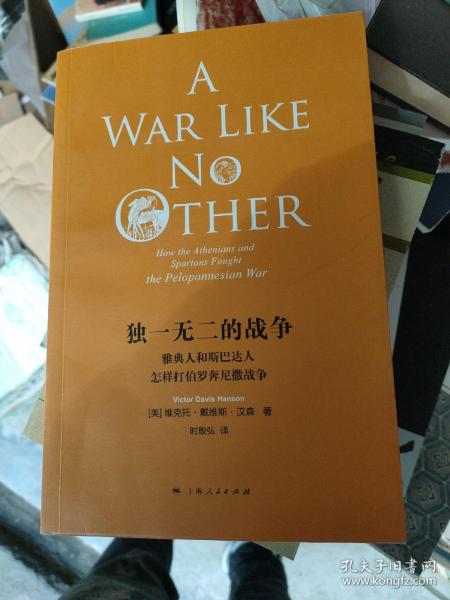 A
WAR LIKE
NO
OTHER
How the Athenians and
Spartans Fought
the Peloponnesian War
独一无二的战争
雅典人和斯巴达人
怎样打伯罗奔尼撒战争
Victor Davis Hanson
[美]维克托·戴维斯·汉森 著
时殷弘 译
上海人民出版社
孔夫子旧书网
www.kongfz.com